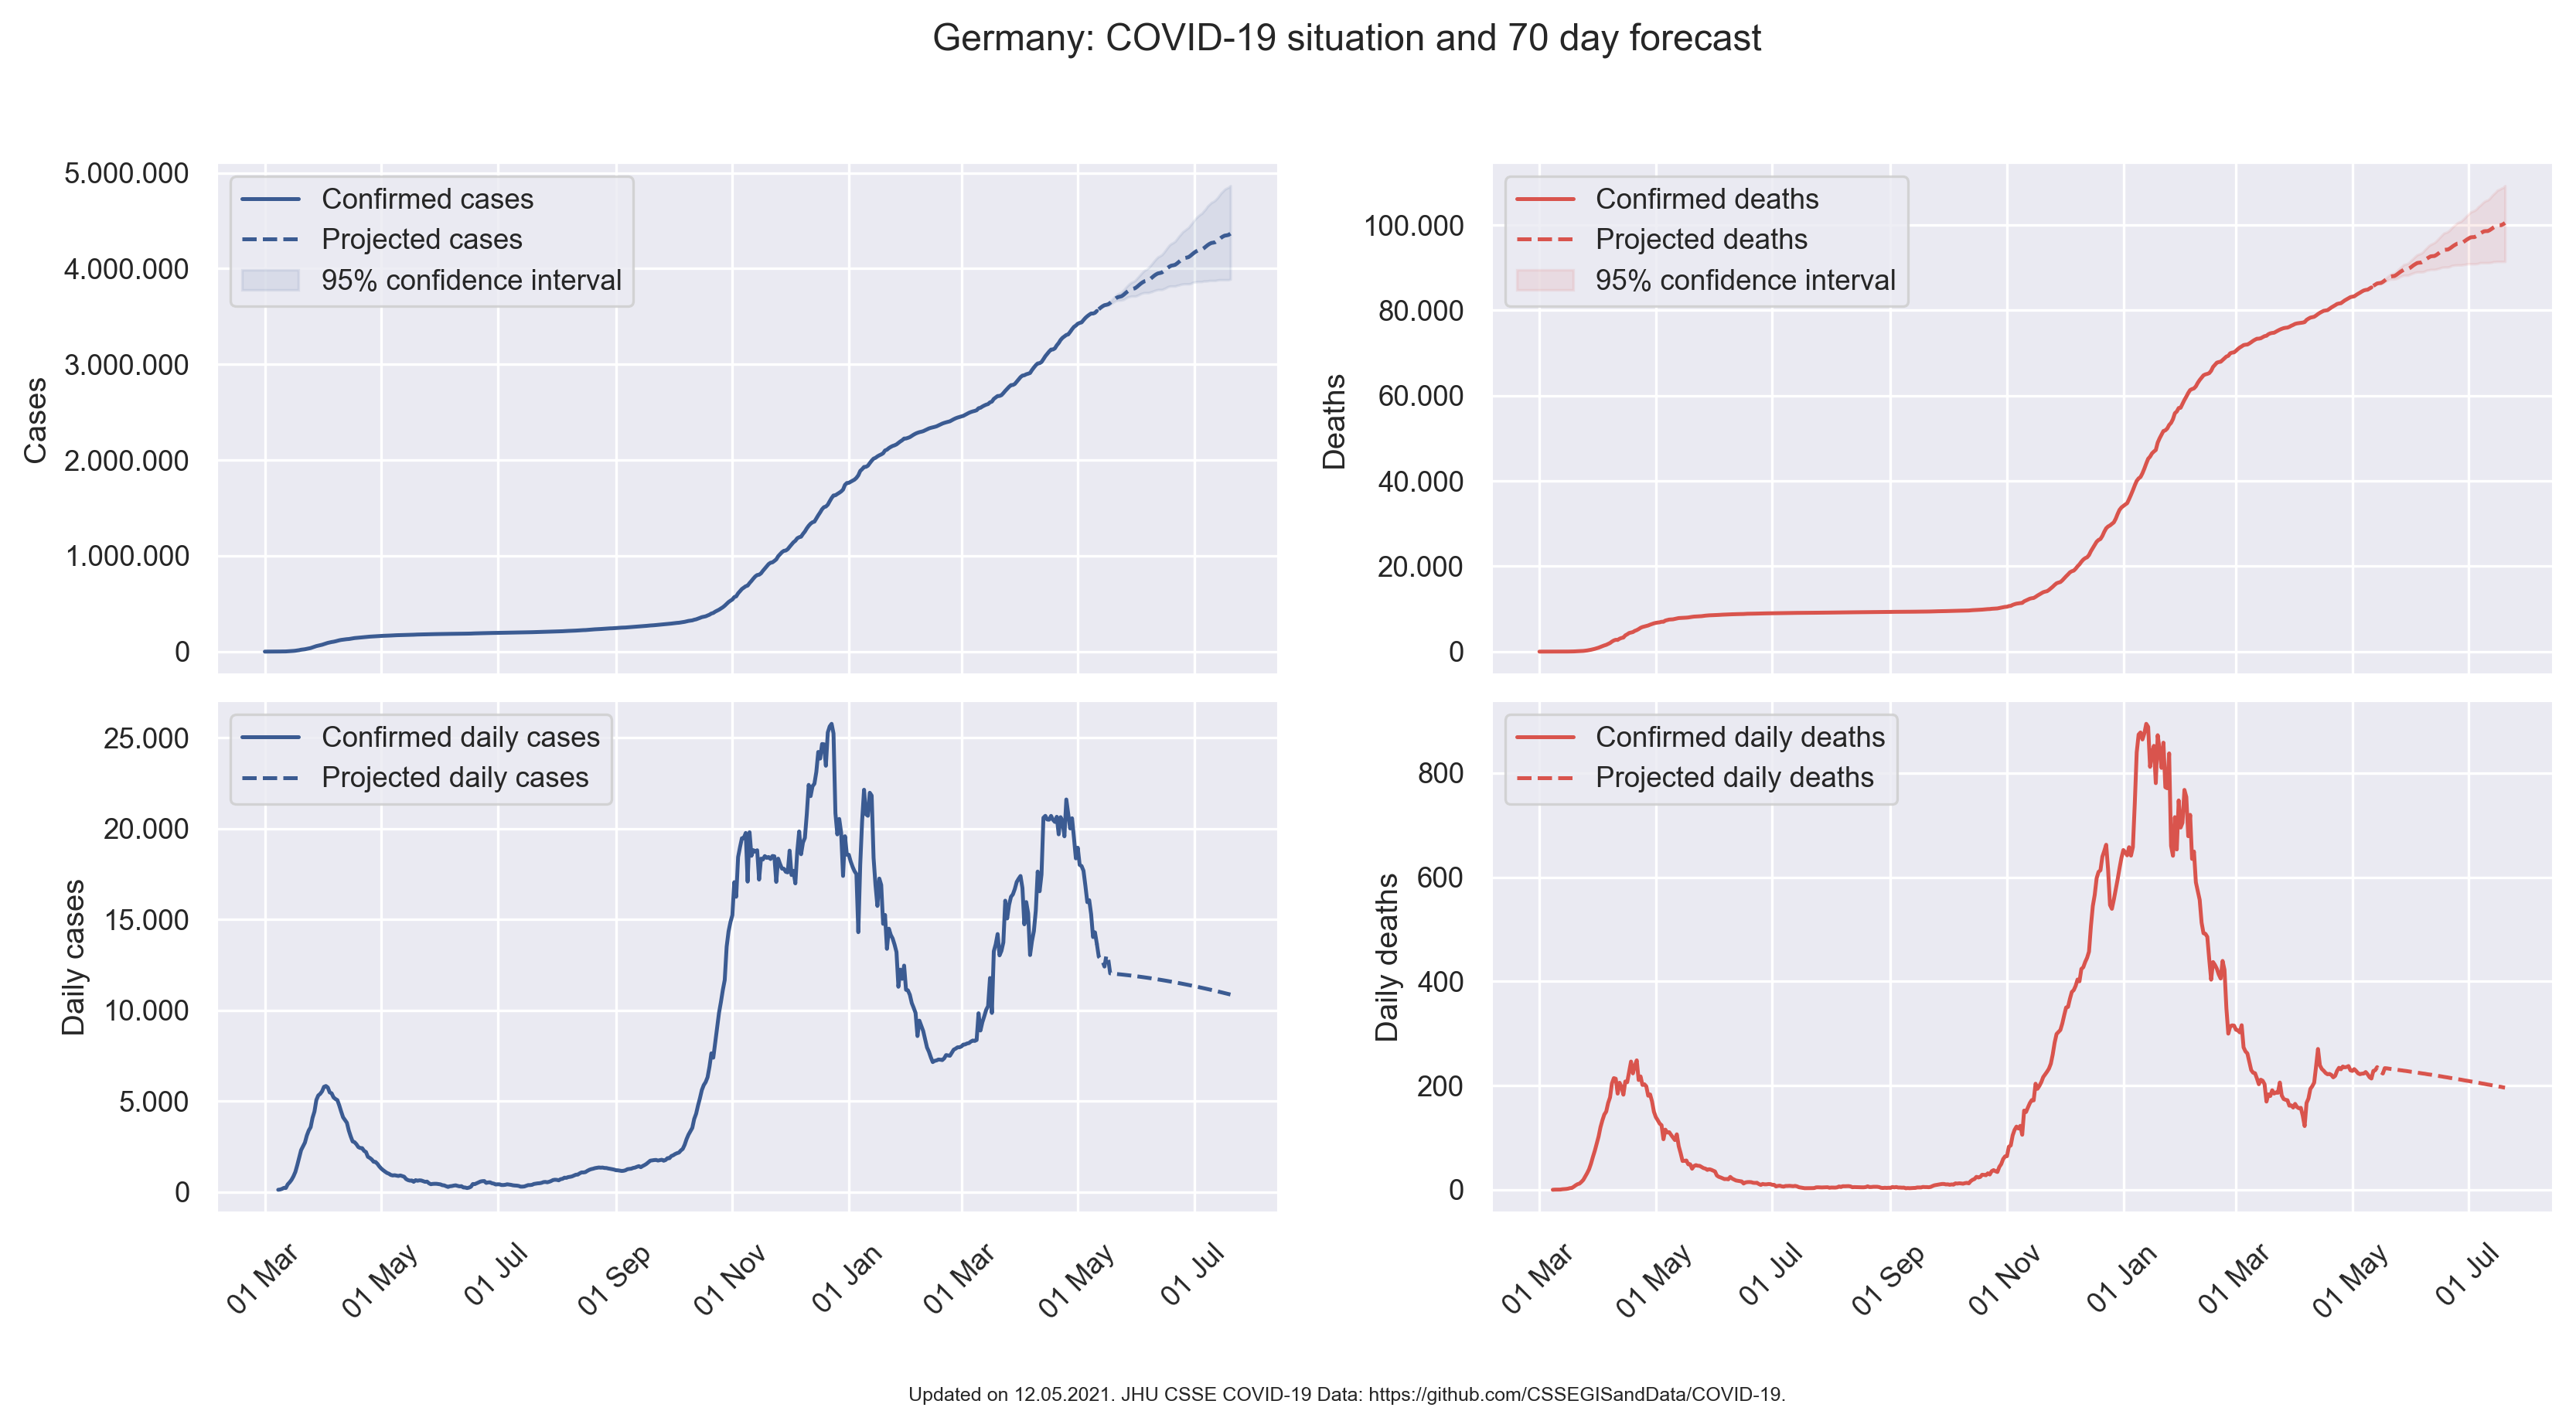 Germany: COVID-19 situation and 70 day forecast
5.000.000
4.000.000
3.000.000
2.000.000
1.000.000
0
Cases
Confirmed cases
Projected cases
95% confidence interval
100.000
80.000
60.000
40.000
20.000
0
Deaths
Confirmed deaths
Projected deaths
95% confidence interval
25.000
20.000
15.000
10.000
5.000
0
Daily cases
Confirmed daily cases
Projected daily cases
01 Mar
01 May
01 Jul
01 Sep
01 Nov
01 Jan
01 Mar
01 May
01 Jul
800
600
400
200
0
Daily deaths
Confirmed daily deaths
Projected daily deaths
01 Mar
01 May
01 Jul
01 Sep
01 Nov
01 Jan
01 Mar
01 May
01 Jul
Updated on 12.05.2021. JHU CSSE COVID-19 Data: https://github.com/CSSEGISandData/COVID-19.